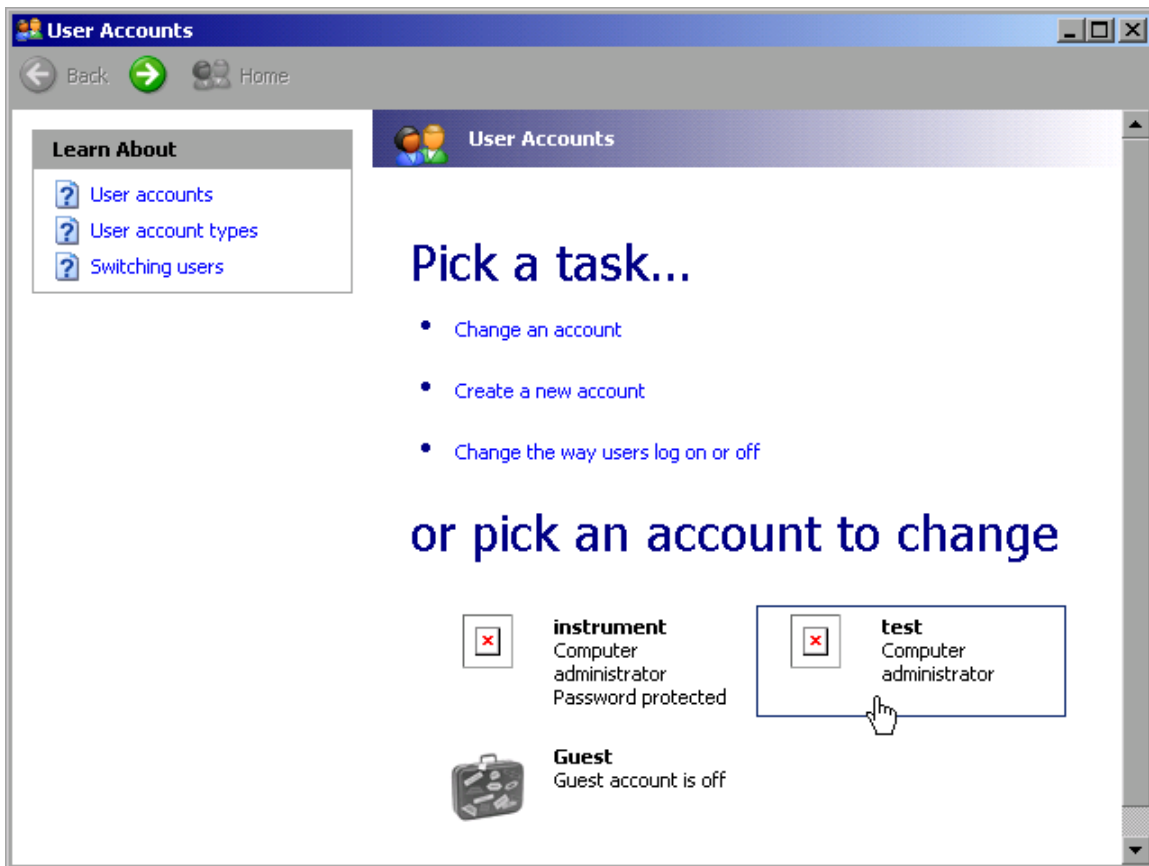 User Accounts
Back
Home
Learn About
User accounts
User account types
Switching users
User Accounts
Pick a task...
Change an account
Create a new account
Change the way users log on or off
or pick an account to change
instrument
Computer
administrator
Password protected
test
Computer
administrator
Guest
Guest account is off